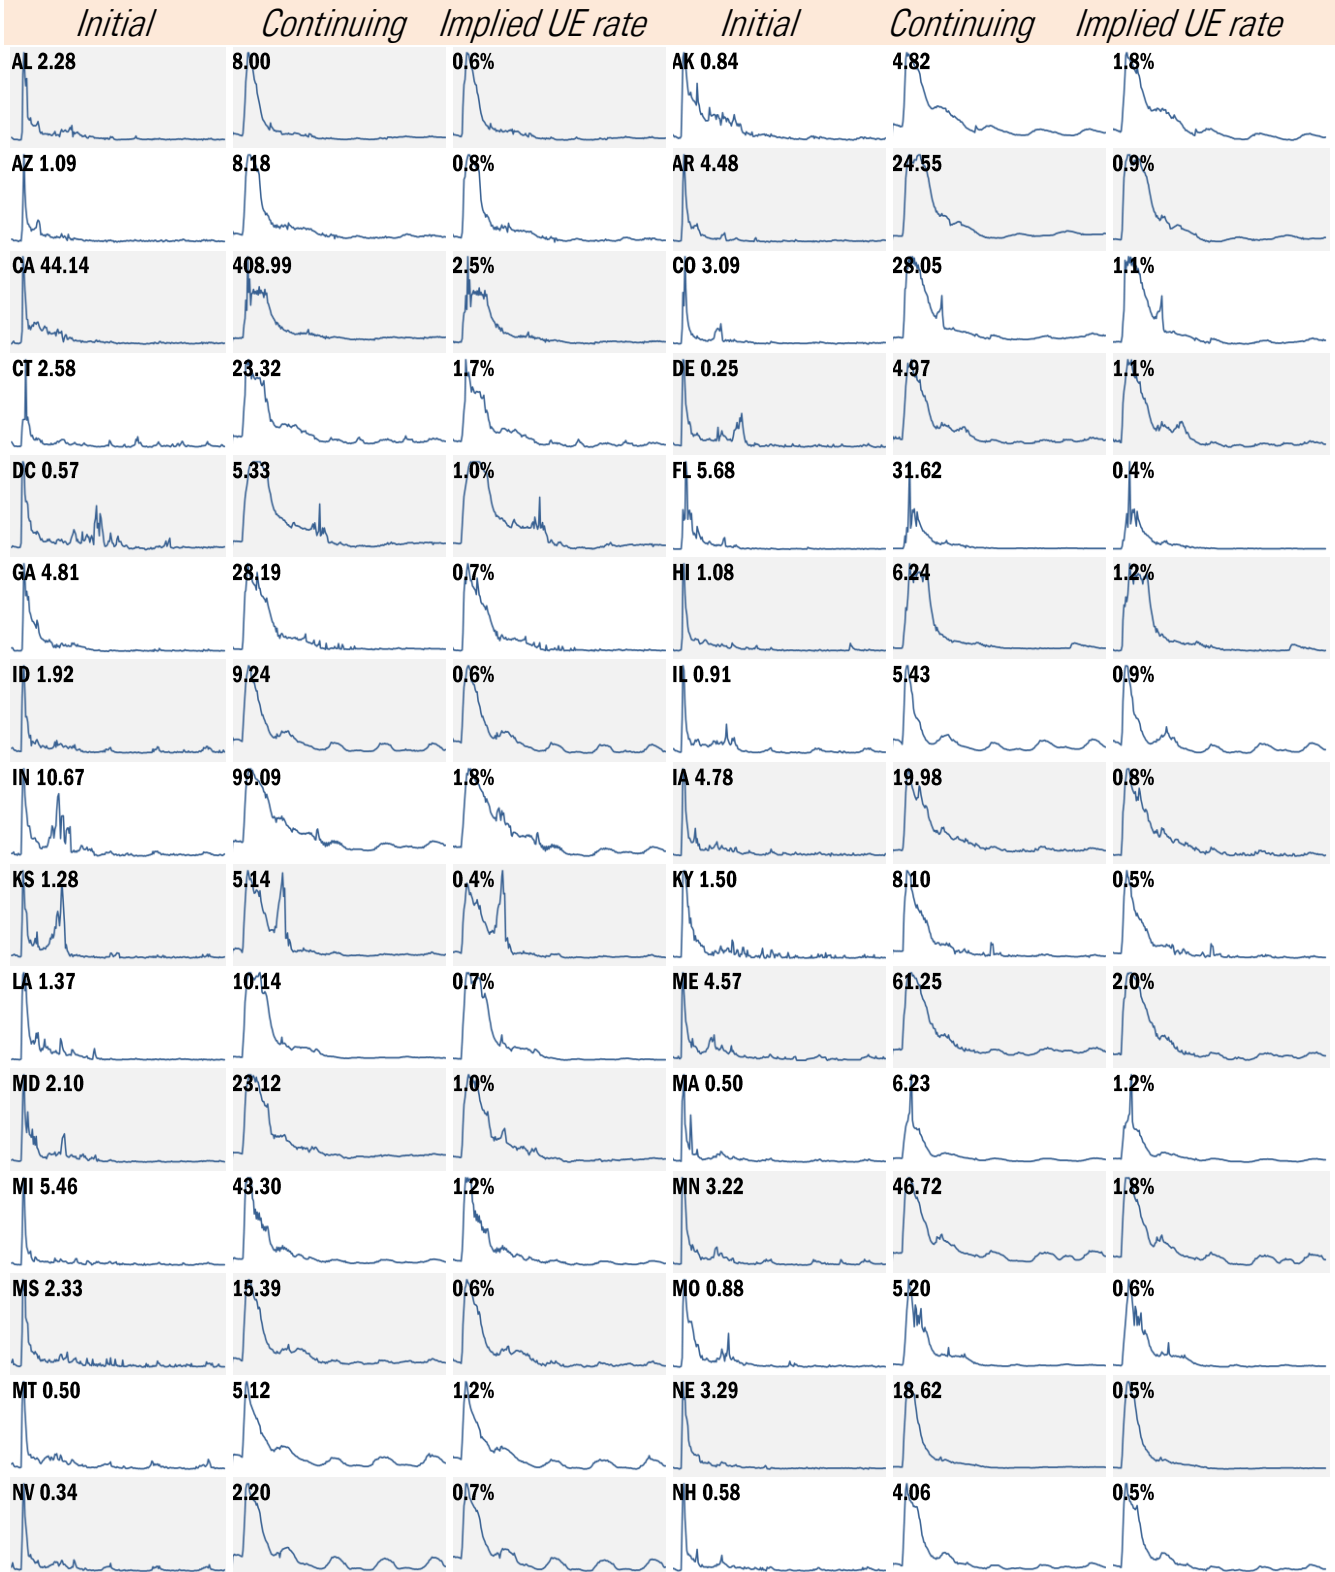 Initial Continuing Implied UE rate Initial Continuing Implied UE rate
AL 2.28 8.00 0.6% AK 0.84 4.82 1.8%
AZ 1.09 8.18 0.8% AR 4.48 24.55 0.9%
CA 44.14 408.99 2.5% CO 3.09 28.05 1.1%
CT 2.58 23.32 1.7% DE 0.25 4.97 1.1%
DC 0.57 5.33 1.0% FL 5.68 31.62 0.4%
GA 4.81 28.19 0.7% HI 1.08 6.24 1.2%
ID 1.92 9.24 0.6% IL 0.91 5.43 0.9%
IN 10.67 99.09 1.8% IA 4.78 19.98 0.8%
KS 1.28 5.14 0.4% KY 1.50 8.10 0.5%
LA 1.37 10.14 0.7% ME 4.57 61.25 2.0%
MD 2.10 23.12 1.0% MA 0.50 6.23 1.2%
MI 5.46 43.30 1.2% MN 3.22 46.72 1.8%
MS 2.33 15.39 0.6% MO 0.88 5.20 0.6%
MT 0.50 5.12 1.2% NE 3.29 18.62 0.5%
NV 0.34 2.20 0.7% NH 0.58 4.06 0.5%